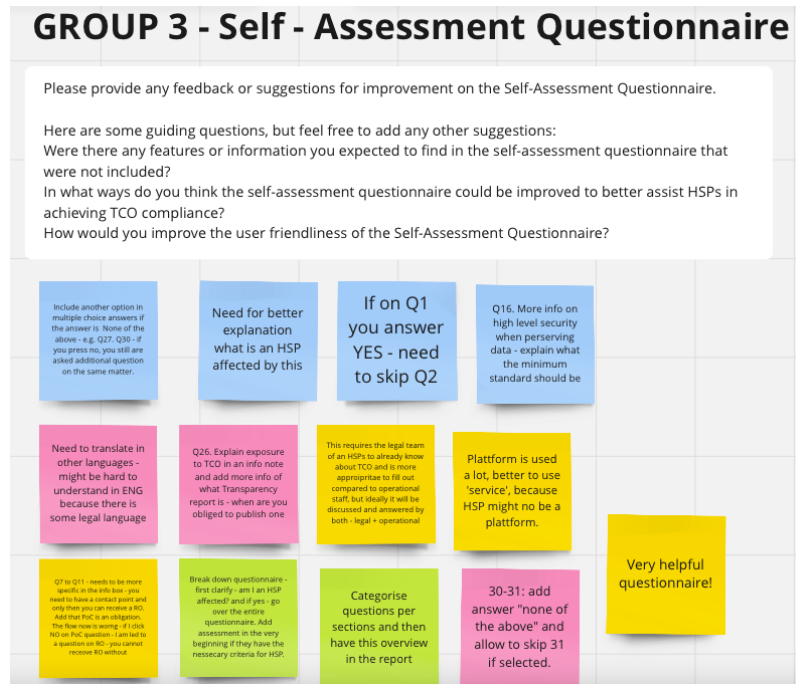 GROUP 3 - Self - Assessment Questionnaire
Please provide any feedback or suggestions for improvement on the Self-Assessment Questionnaire.
Here are some guiding questions, but feel free to add any other suggestions:
Were there any features or information you expected to find in the self-assessment questionnaire that
were not included?
In what ways do you think the self-assessment questionnaire could be improved to better assist HSPs in
achieving TCO compliance?
How would you improve the user friendliness of the Self-Assessment Questionnaire?
Include another option in
multiple choice answers if
the answer is None of the
above - e.g. Q27. Q30 - if
you press no, you still are
asked additional question
on the same matter.
Need for better
explanation
what is an HSP
affected by this
If on Q1
you answer
YES - need
to skip Q2
Q16. More info on
high level security
when perserving
data - explain what
the minimum
standard should be
Need to translate in
other languages -
might be hard to
understand in ENG
because there is
some legal language
Q26. Explain exposure
to TCO in an info note
and add more info of
what Transparency
report is - when are you
obliged to publish one
This requires the legal team
of an HSPs to already know
about TCO and is more
approipritae to fill out
compared to operational
staff, but ideally it will be
discussed and answered by
both - legal + operational
Plattform is used
a lot, better to use
'service', because
HSP might no be a
plattform.
Very helpful
questionnaire!
Q7 to Q11 - needs to be more
specific in the info box - you
need to have a contact point and
only then you can receive a RO.
Add that PoC is an obligation.
The flow now is worng - if I click
NO on PoC question - I am led to
a question on RO - you cannot
receove RO without
Break down questionnaire -
first clarify - am I an HSP
affected? and if yes - go
over the entire
questionnaire. Add
assessment in the very
beginning if they have the
nessecary criteria for HSP.
Categorise
questions per
sections and then
have this overview
in the report
30-31: add
answer "none of
the above" and
allow to skip 31
if selected.